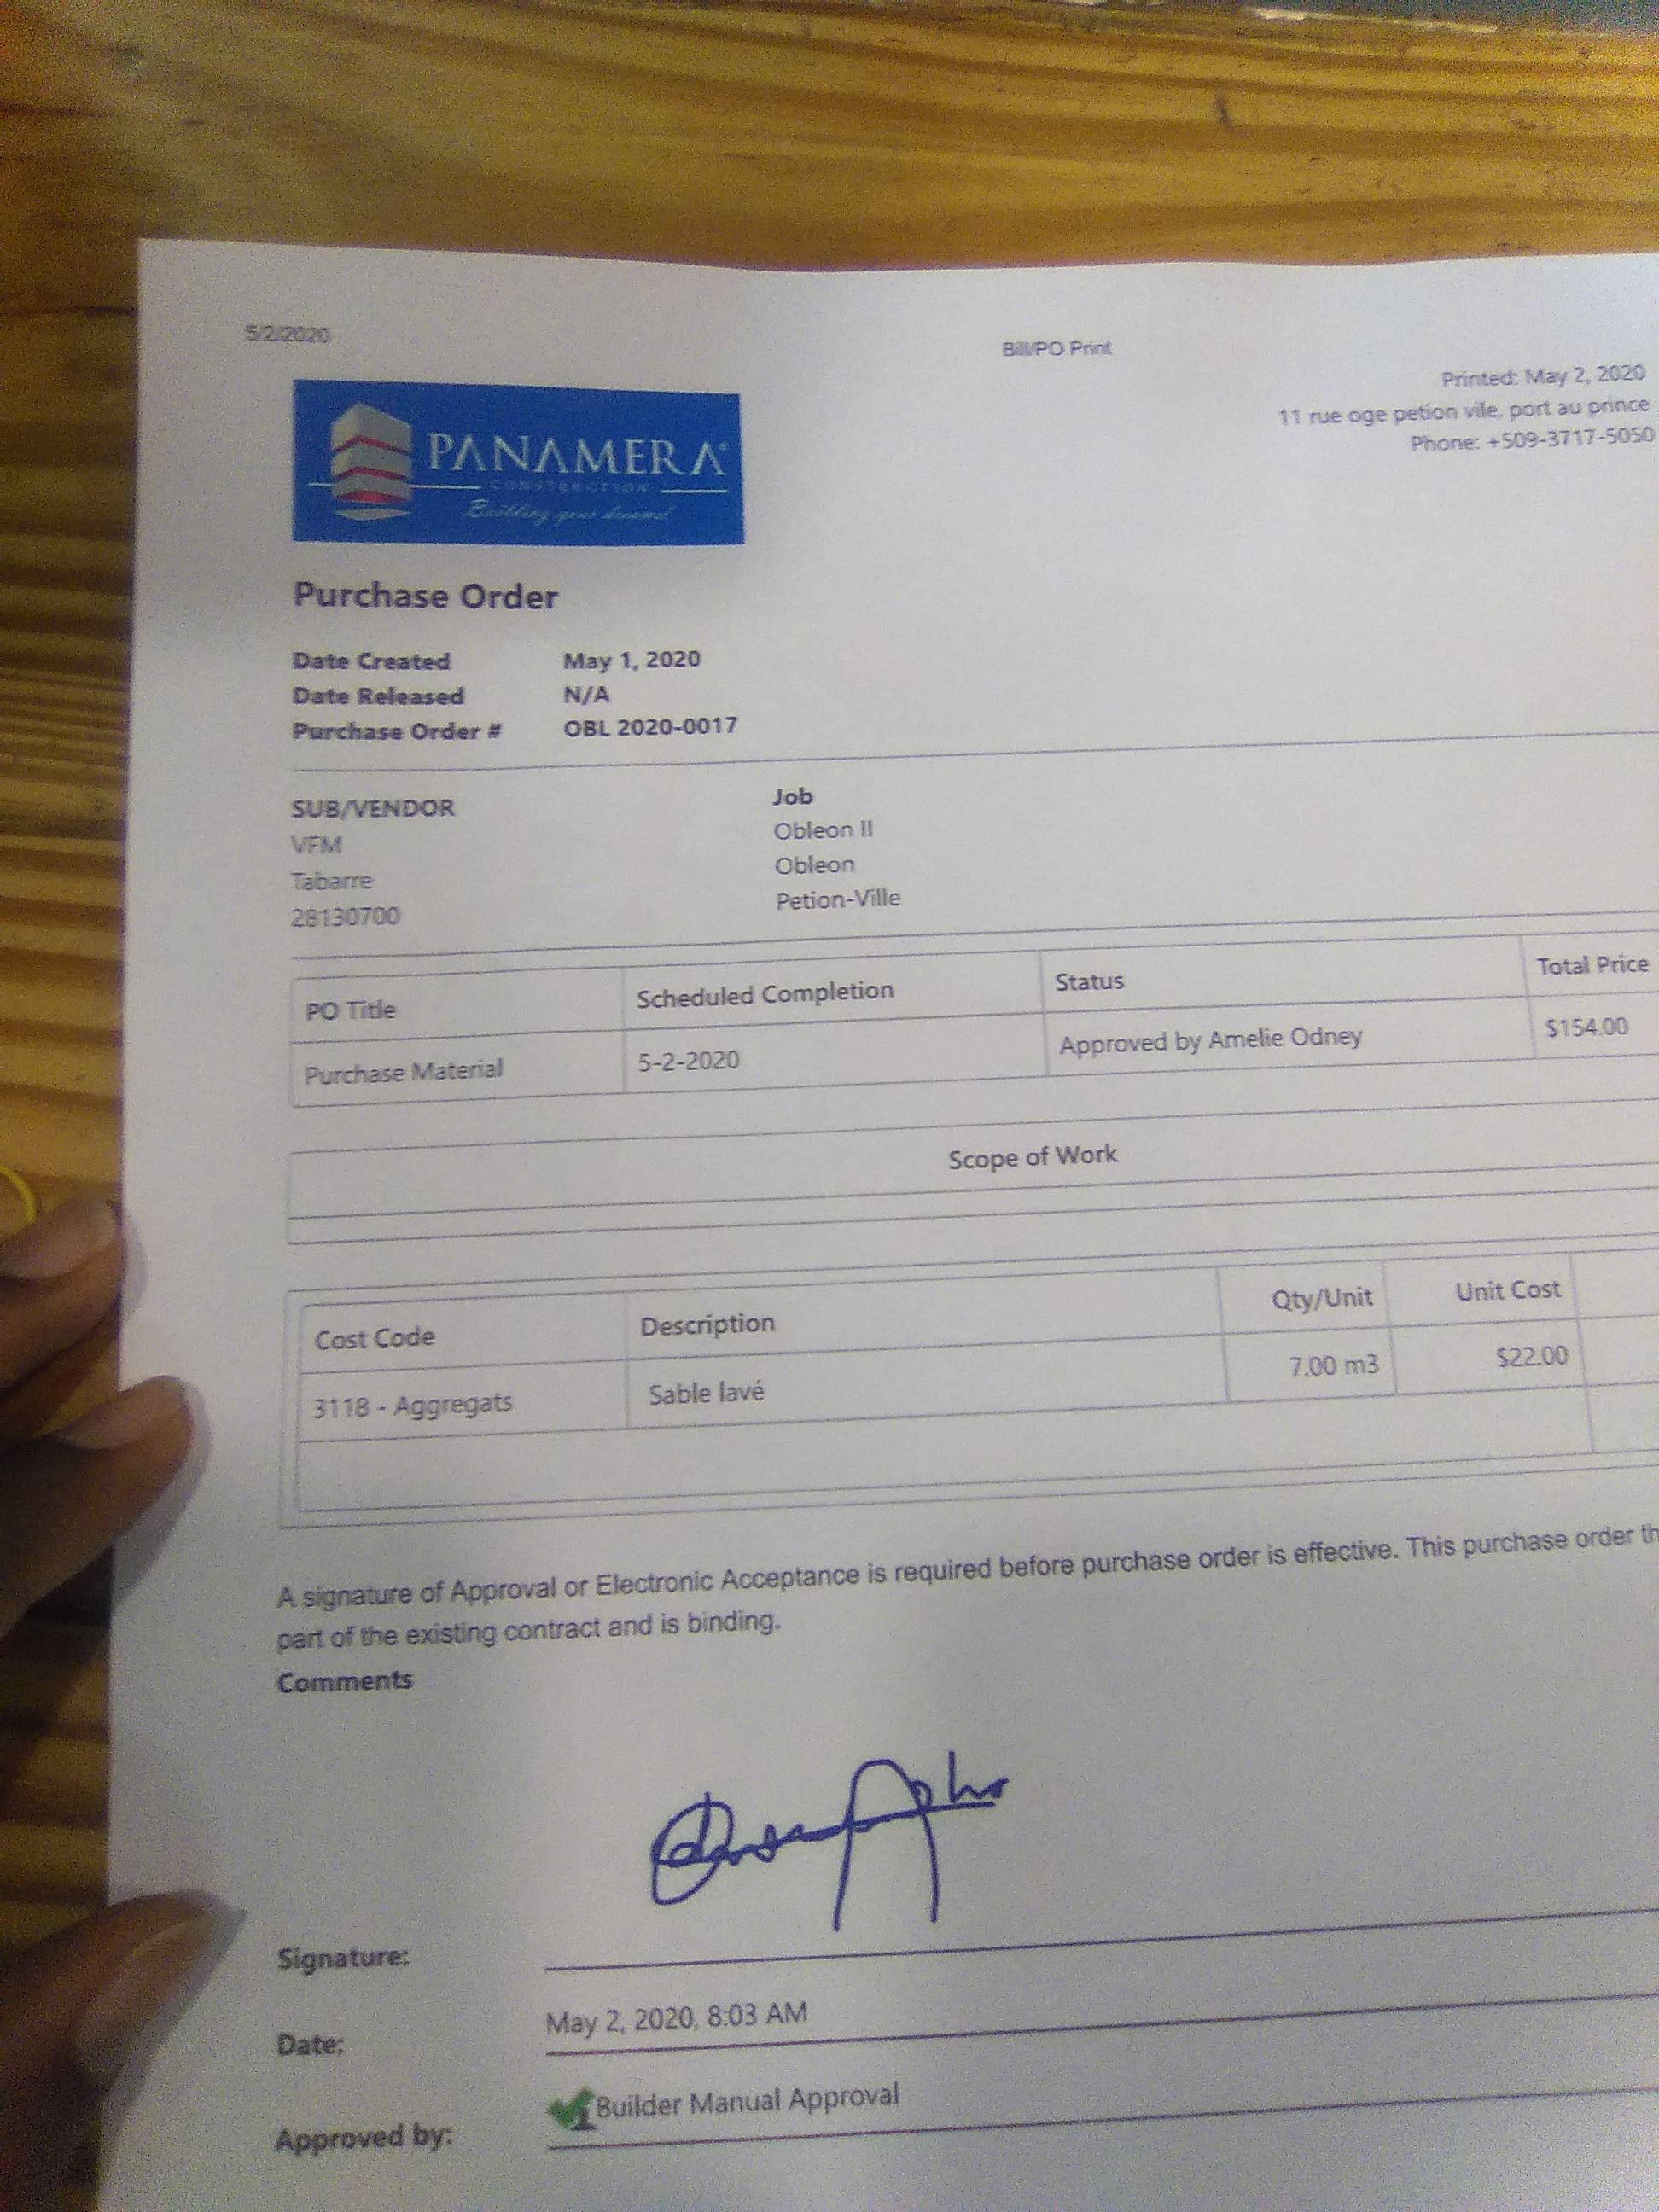 5/2/2020
Bill/PO Print
Printed: May 2, 2020
11 rue oge petion vile, port au prince
Phone: +509-3717-5050
PANAMERA
CONSTRUCTION
Building your dreams!
Purchase Order
Date Created May 1, 2020
Date Released N/A
Purchase Order # OBL 2020-0017
SUB/VENDOR Job
VFM Obleon II
Tabarre Obleon
28130700 Petion-Ville
PO Title Scheduled Completion Status Total Price
Purchase Material 5-2-2020 Approved by Amelie Odney $154.00
Scope of Work
Cost Code Description Qty/Unit Unit Cost
3118 - Aggregats Sable lavé 7.00 m3 $22.00
A signature of Approval or Electronic Acceptance is required before purchase order is effective. This purchase order th
part of the existing contract and is binding.
Comments
Signature:
Date: May 2, 2020, 8:03 AM
Approved by: Builder Manual Approval